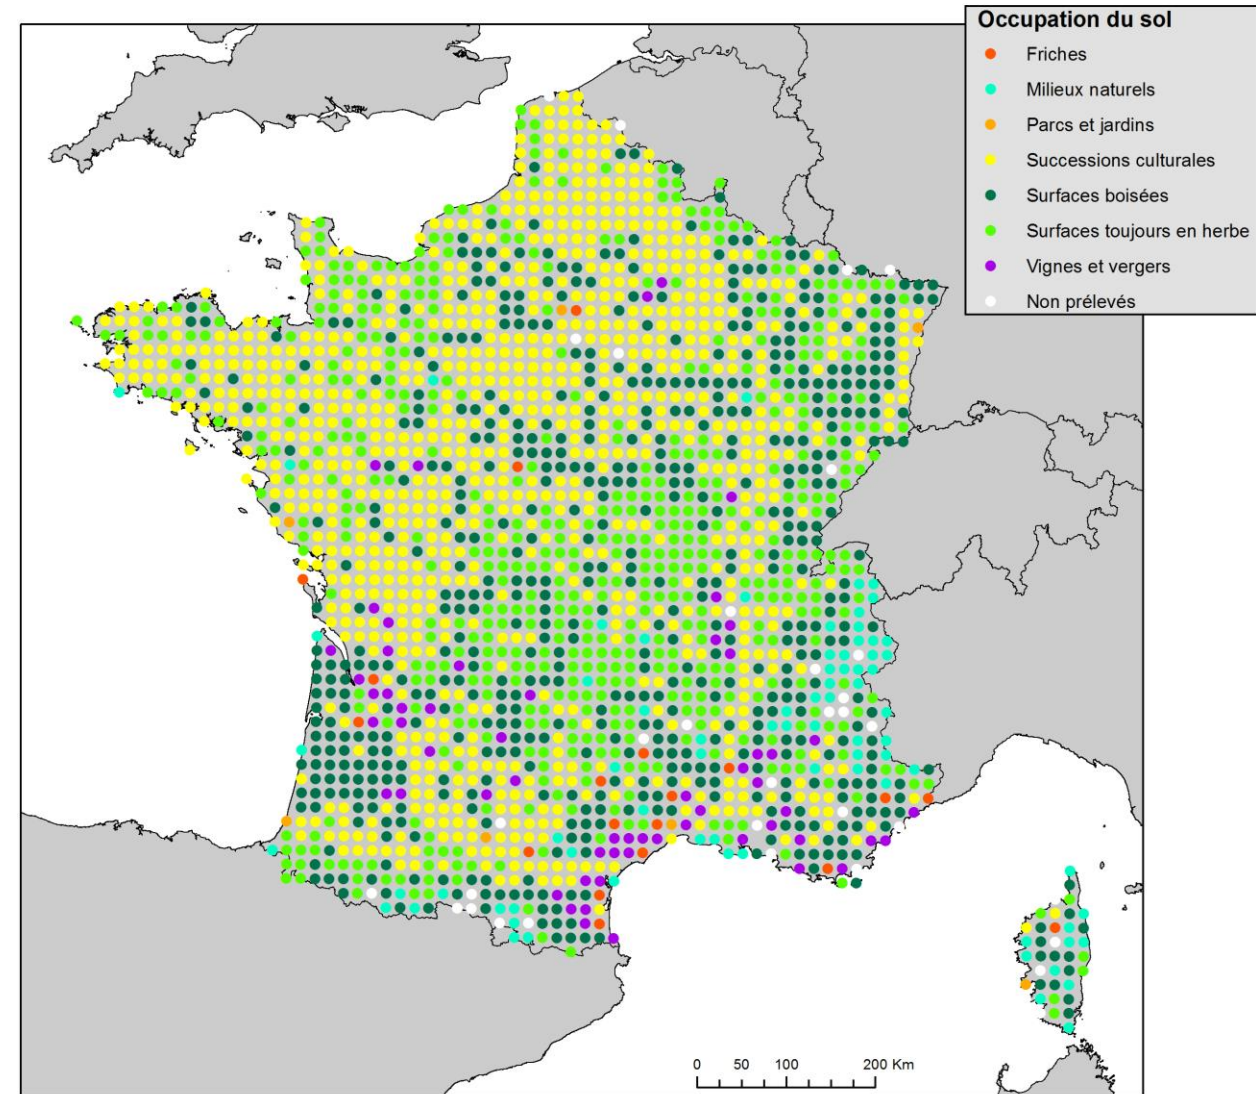 Occupation du sol
Friches
Milieux naturels
Parcs et jardins
Successions culturales
Surfaces boisées
Surfaces toujours en herbe
Vignes et vergers
Non prélevés
0 50 100 200 Km